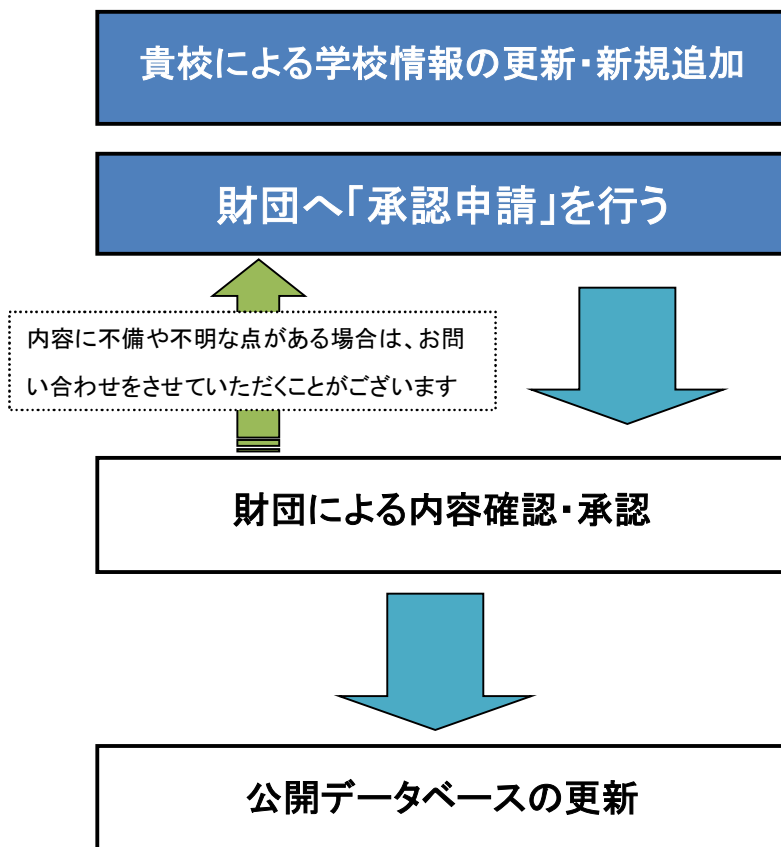 貴校による学校情報の更新・新規追加
財団へ「承認申請」を行う
内容に不備や不明な点がある場合は、お問
い合わせをさせていただくことがございます
財団による内容確認・承認
公開データベースの更新